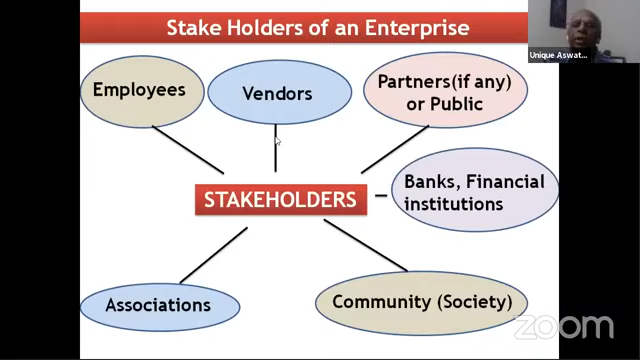 Stake Holders of an Enterprise
Unique Aswat...
Employees
Vendors
Partners(if any)
or Public
STAKEHOLDERS
Banks, Financial
institutions
Associations
Community (Society)
zoom